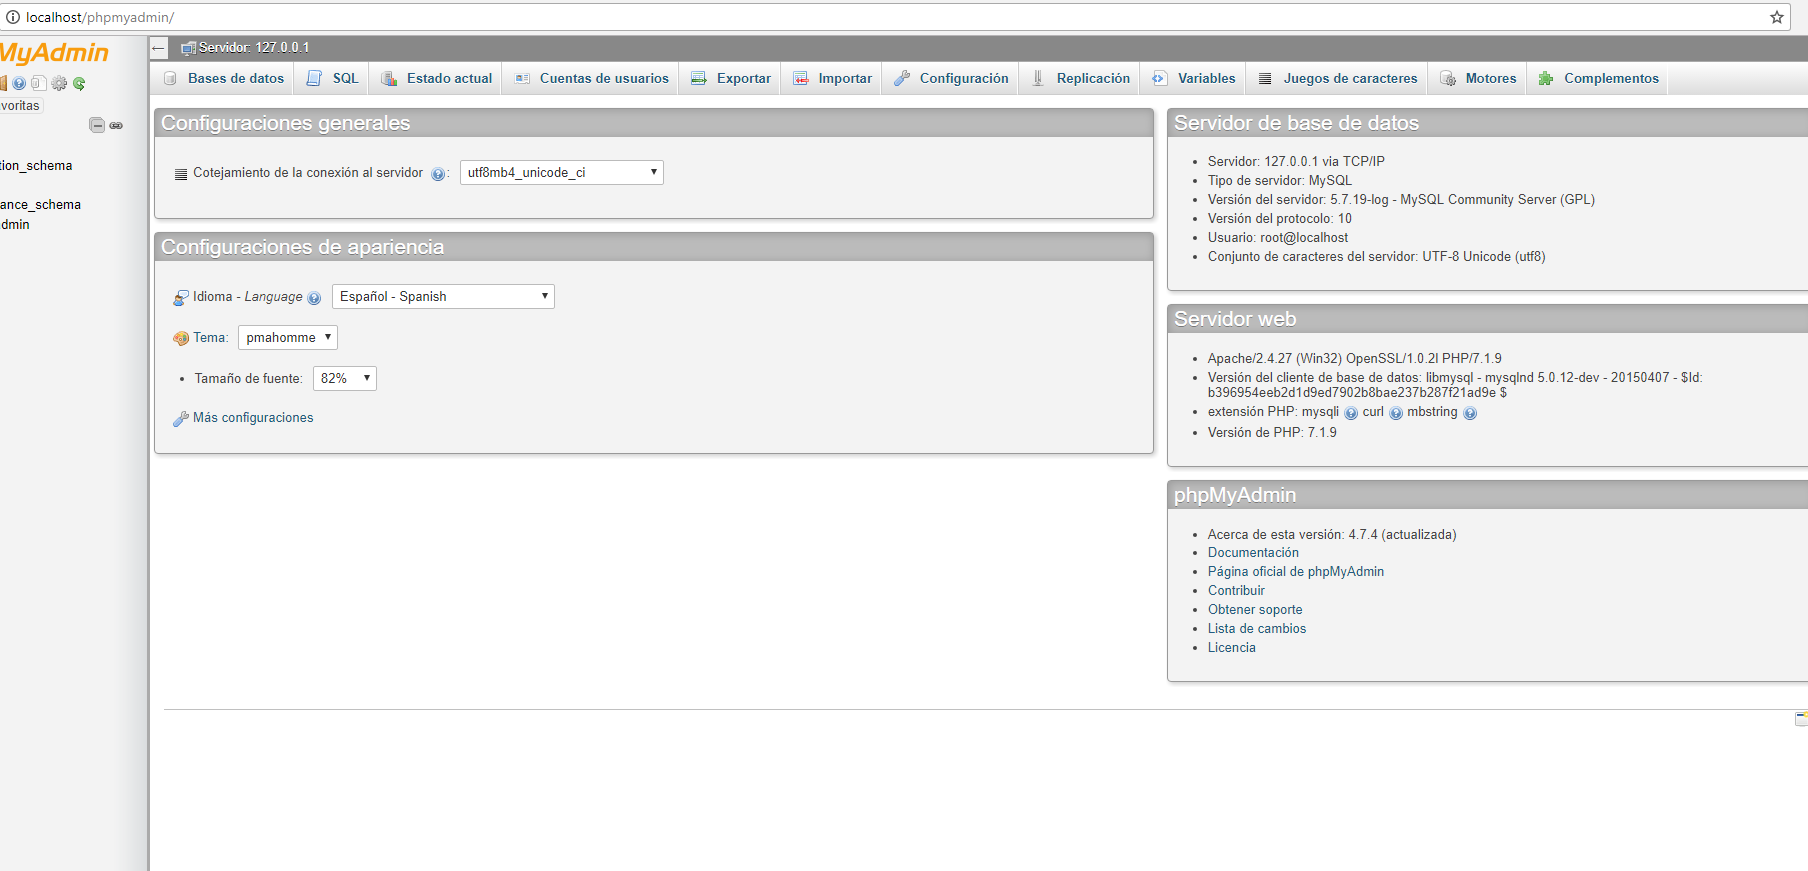 localhost/phpmyadmin/
MyAdmin
voritas
tion_schema
ance_schema
dmin
Servidor: 127.0.0.1
Bases de datos SQL Estado actual Cuentas de usuarios Exportar Importar Configuración Replicación Variables Juegos de caracteres Motores Complementos
Configuraciones generales
Cotejamiento de la conexión al servidor : utf8mb4_unicode_ci
Configuraciones de apariencia
Idioma - Language Español - Spanish
Tema: pmahomme
Tamaño de fuente: 82%
Más configuraciones
Servidor de base de datos
Servidor: 127.0.0.1 via TCP/IP
Tipo de servidor: MySQL
Versión del servidor: 5.7.19-log - MySQL Community Server (GPL)
Versión del protocolo: 10
Usuario: root@localhost
Conjunto de caracteres del servidor: UTF-8 Unicode (utf8)
Servidor web
Apache/2.4.27 (Win32) OpenSSL/1.0.2l PHP/7.1.9
Versión del cliente de base de datos: libmysql - mysqlnd 5.0.12-dev - 20150407 - $Id:
b396954eeb2d1d9ed7902b8bae237b287f21ad9e $
extensión PHP: mysqli curl mbstring
Versión de PHP: 7.1.9
phpMyAdmin
Acerca de esta versión: 4.7.4 (actualizada)
Documentación
Página oficial de phpMyAdmin
Contribuir
Obtener soporte
Lista de cambios
Licencia